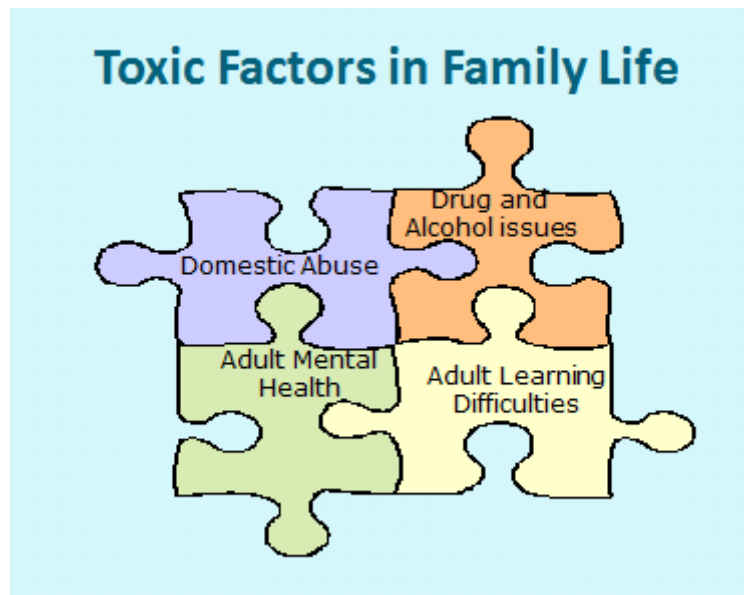 Toxic Factors in Family Life
Drug and
Alcohol issues
Domestic Abuse
Adult Mental
Health
Adult Learning
Difficulties